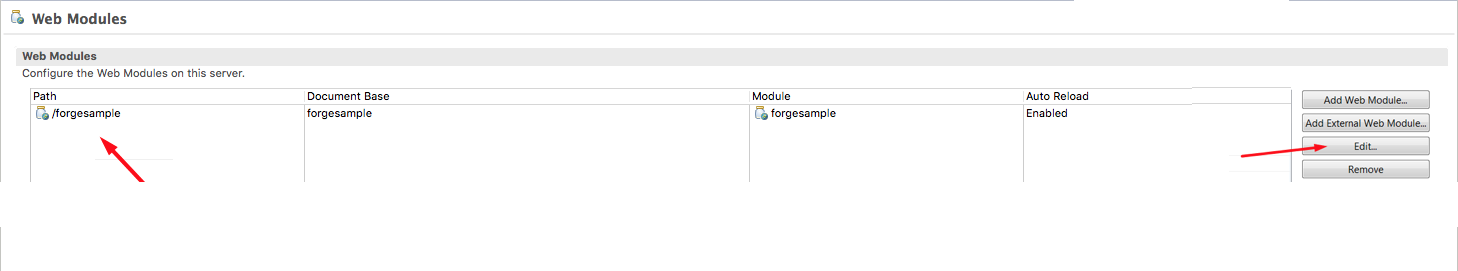 Web Modules
Web Modules
Configure the Web Modules on this server.
Path Document Base Module Auto Reload
/forgesample forgesample forgesample Enabled
Add Web Module...
Add External Web Module...
Edit...
Remove